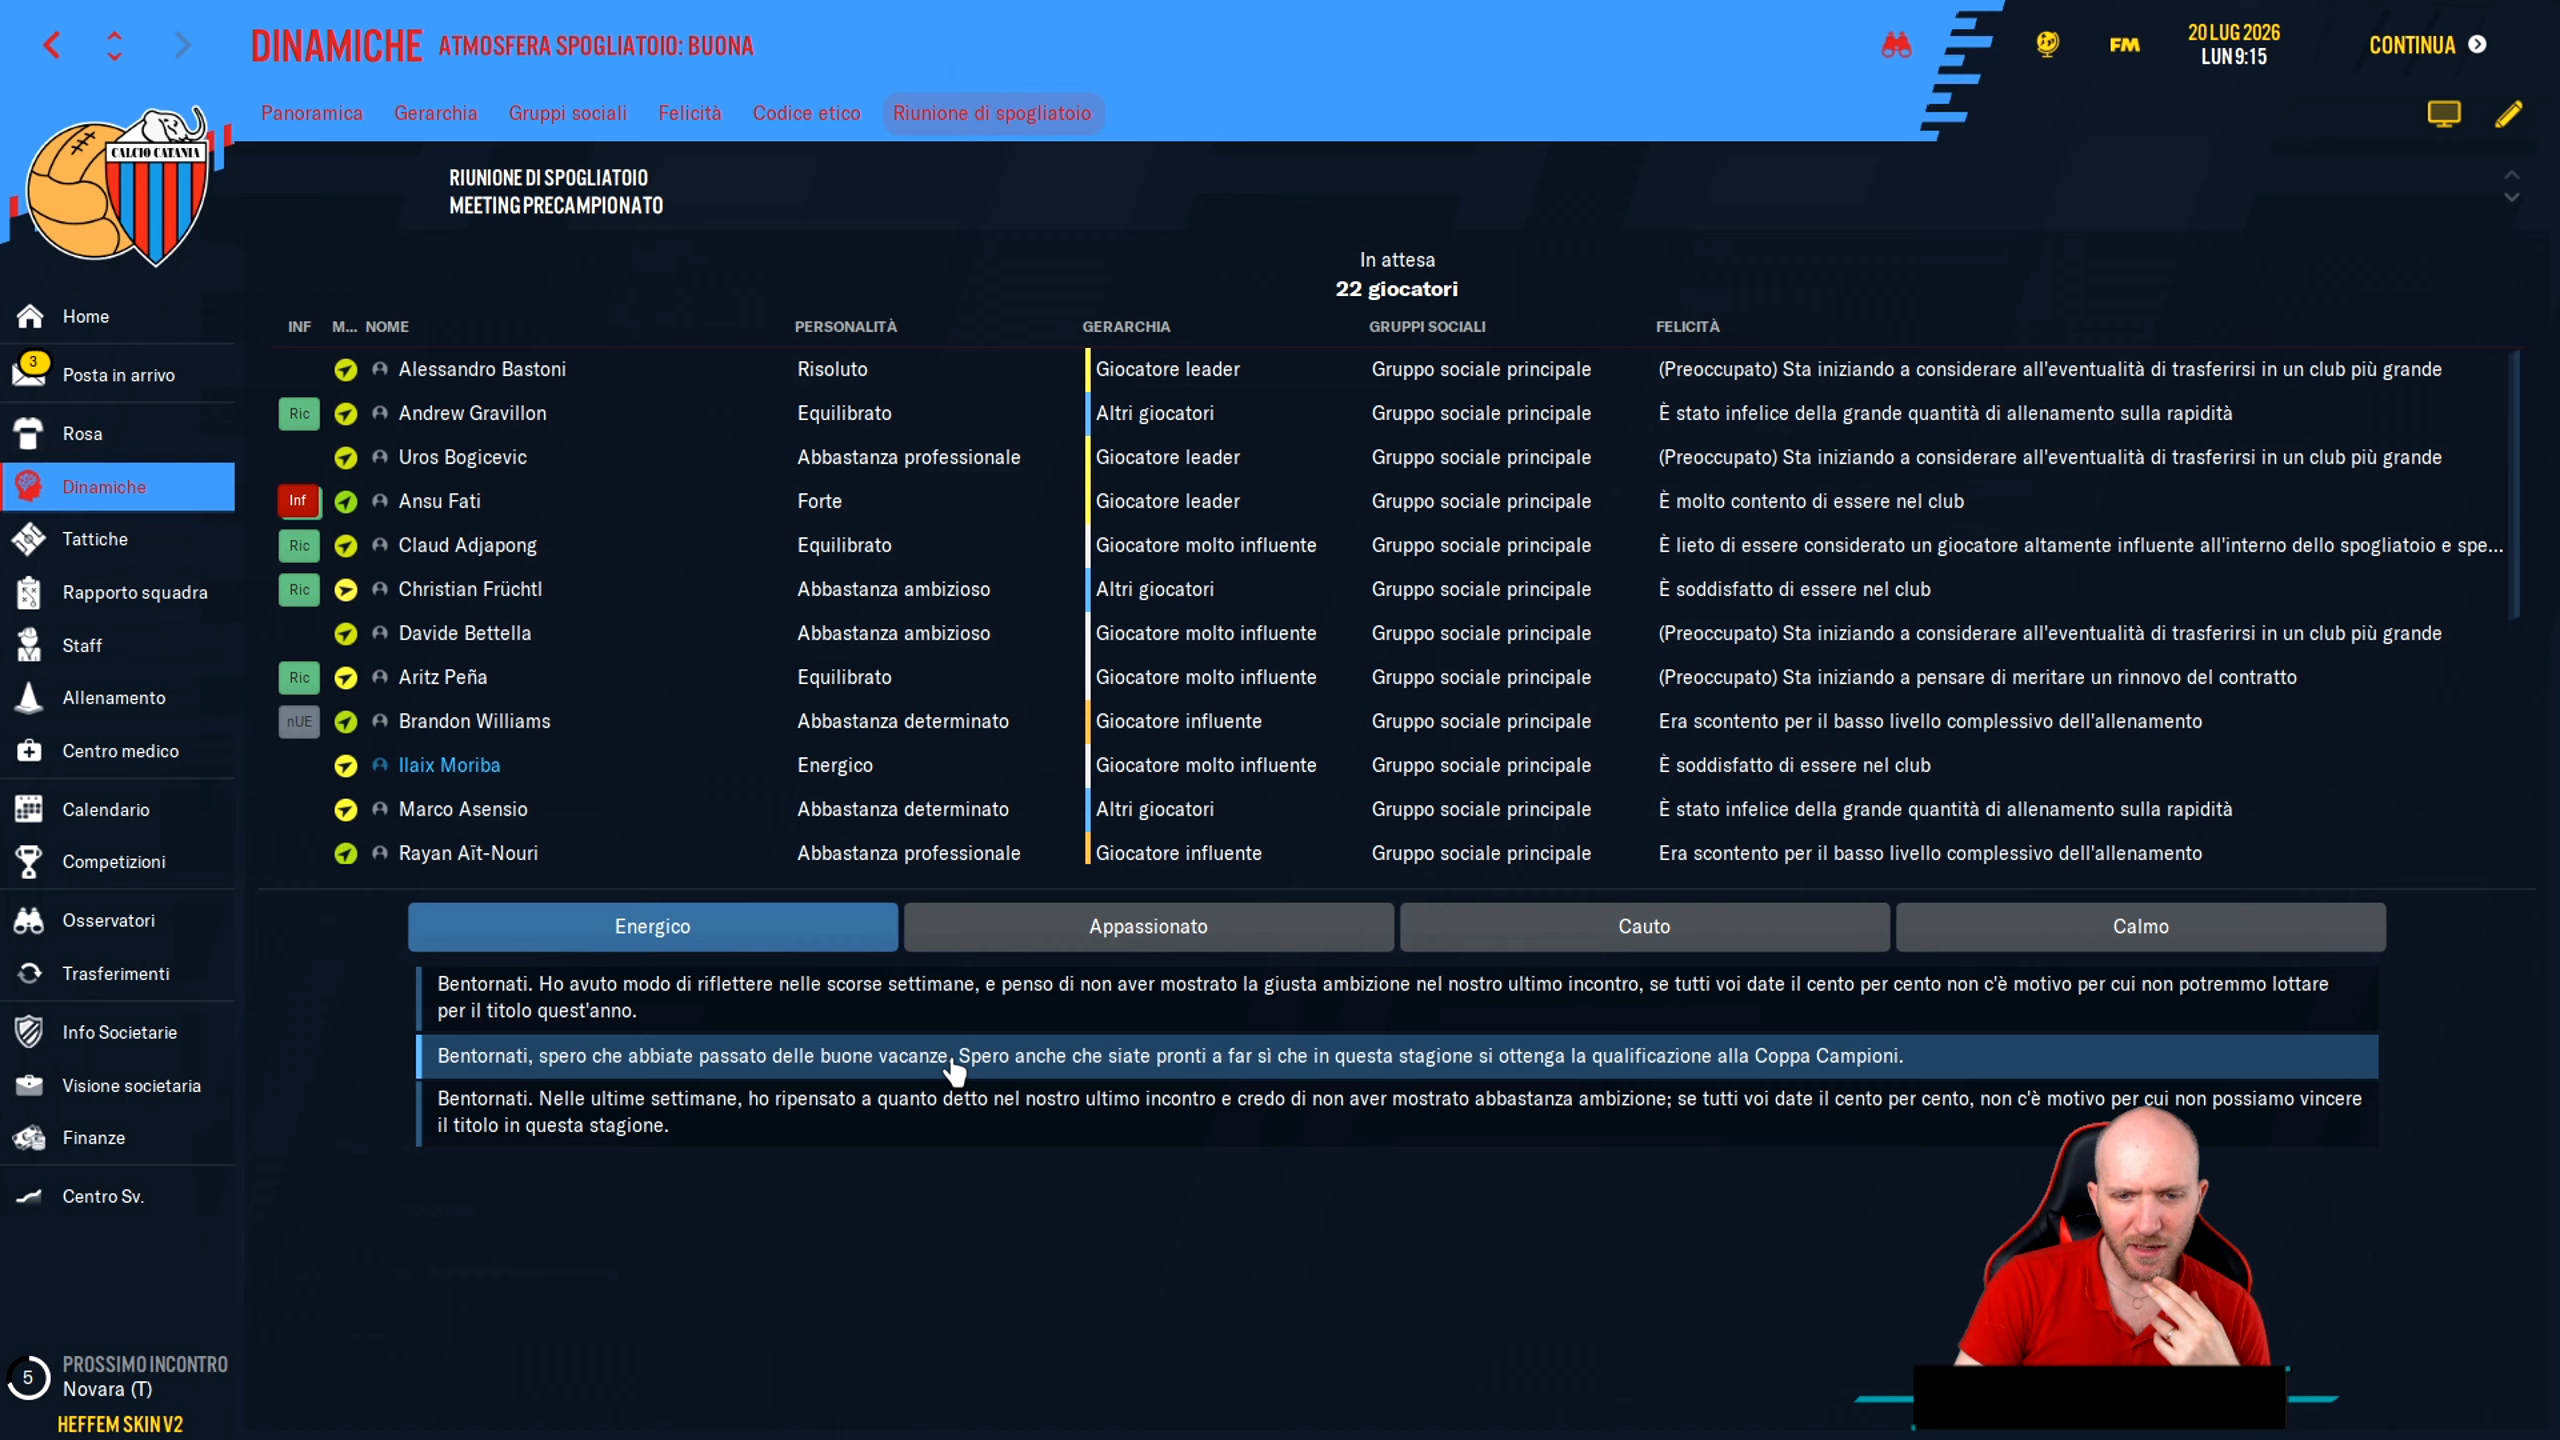 DINAMICHE ATMOSFERA SPOGLIATOIO: BUONA
FM
20 LUG 2026
LUN 9:15
CONTINUA
Panoramica Gerarchia Gruppi sociali Felicità Codice etico Riunione di spogliatoio
CALCIO CATANIA
RIUNIONE DI SPOGLIATOIO
MEETING PRECAMPIONATO
In attesa
22 giocatori
Home
3
Posta in arrivo
Rosa
Dinamiche
Tattiche
Rapporto squadra
Staff
Allenamento
Centro medico
Calendario
Competizioni
Osservatori
Trasferimenti
Info Societarie
Visione societaria
Finanze
Centro Sv.
5
PROSSIMO INCONTRO
Novara (T)
HEFFEM SKIN V2
INF M... NOME PERSONALITÀ GERARCHIA GRUPPI SOCIALI FELICITÀ
Alessandro Bastoni Risoluto Giocatore leader Gruppo sociale principale (Preoccupato) Sta iniziando a considerare all'eventualità di trasferirsi in un club più grande
Ric Andrew Gravillon Equilibrato Altri giocatori Gruppo sociale principale È stato infelice della grande quantità di allenamento sulla rapidità
Uros Bogicevic Abbastanza professionale Giocatore leader Gruppo sociale principale (Preoccupato) Sta iniziando a considerare all'eventualità di trasferirsi in un club più grande
Inf Ansu Fati Forte Giocatore leader Gruppo sociale principale È molto contento di essere nel club
Ric Claud Adjapong Equilibrato Giocatore molto influente Gruppo sociale principale È lieto di essere considerato un giocatore altamente influente all'interno dello spogliatoio e spe...
Ric Christian Früchtl Abbastanza ambizioso Altri giocatori Gruppo sociale principale È soddisfatto di essere nel club
Davide Bettella Abbastanza ambizioso Giocatore molto influente Gruppo sociale principale (Preoccupato) Sta iniziando a considerare all'eventualità di trasferirsi in un club più grande
Ric Aritz Peña Equilibrato Giocatore molto influente Gruppo sociale principale (Preoccupato) Sta iniziando a pensare di meritare un rinnovo del contratto
nUE Brandon Williams Abbastanza determinato Giocatore influente Gruppo sociale principale Era scontento per il basso livello complessivo dell'allenamento
Ilaix Moriba Energico Giocatore molto influente Gruppo sociale principale È soddisfatto di essere nel club
Marco Asensio Abbastanza determinato Altri giocatori Gruppo sociale principale È stato infelice della grande quantità di allenamento sulla rapidità
Rayan Aït-Nouri Abbastanza professionale Giocatore influente Gruppo sociale principale Era scontento per il basso livello complessivo dell'allenamento
Energico Appassionato Cauto Calmo
Bentornati. Ho avuto modo di riflettere nelle scorse settimane, e penso di non aver mostrato la giusta ambizione nel nostro ultimo incontro, se tutti voi date il cento per cento non c'è motivo per cui non potremmo lottare
per il titolo quest'anno.
Bentornati, spero che abbiate passato delle buone vacanze. Spero anche che siate pronti a far sì che in questa stagione si ottenga la qualificazione alla Coppa Campioni.
Bentornati. Nelle ultime settimane, ho ripensato a quanto detto nel nostro ultimo incontro e credo di non aver mostrato abbastanza ambizione; se tutti voi date il cento per cento, non c'è motivo per cui non possiamo vincere
il titolo in questa stagione.